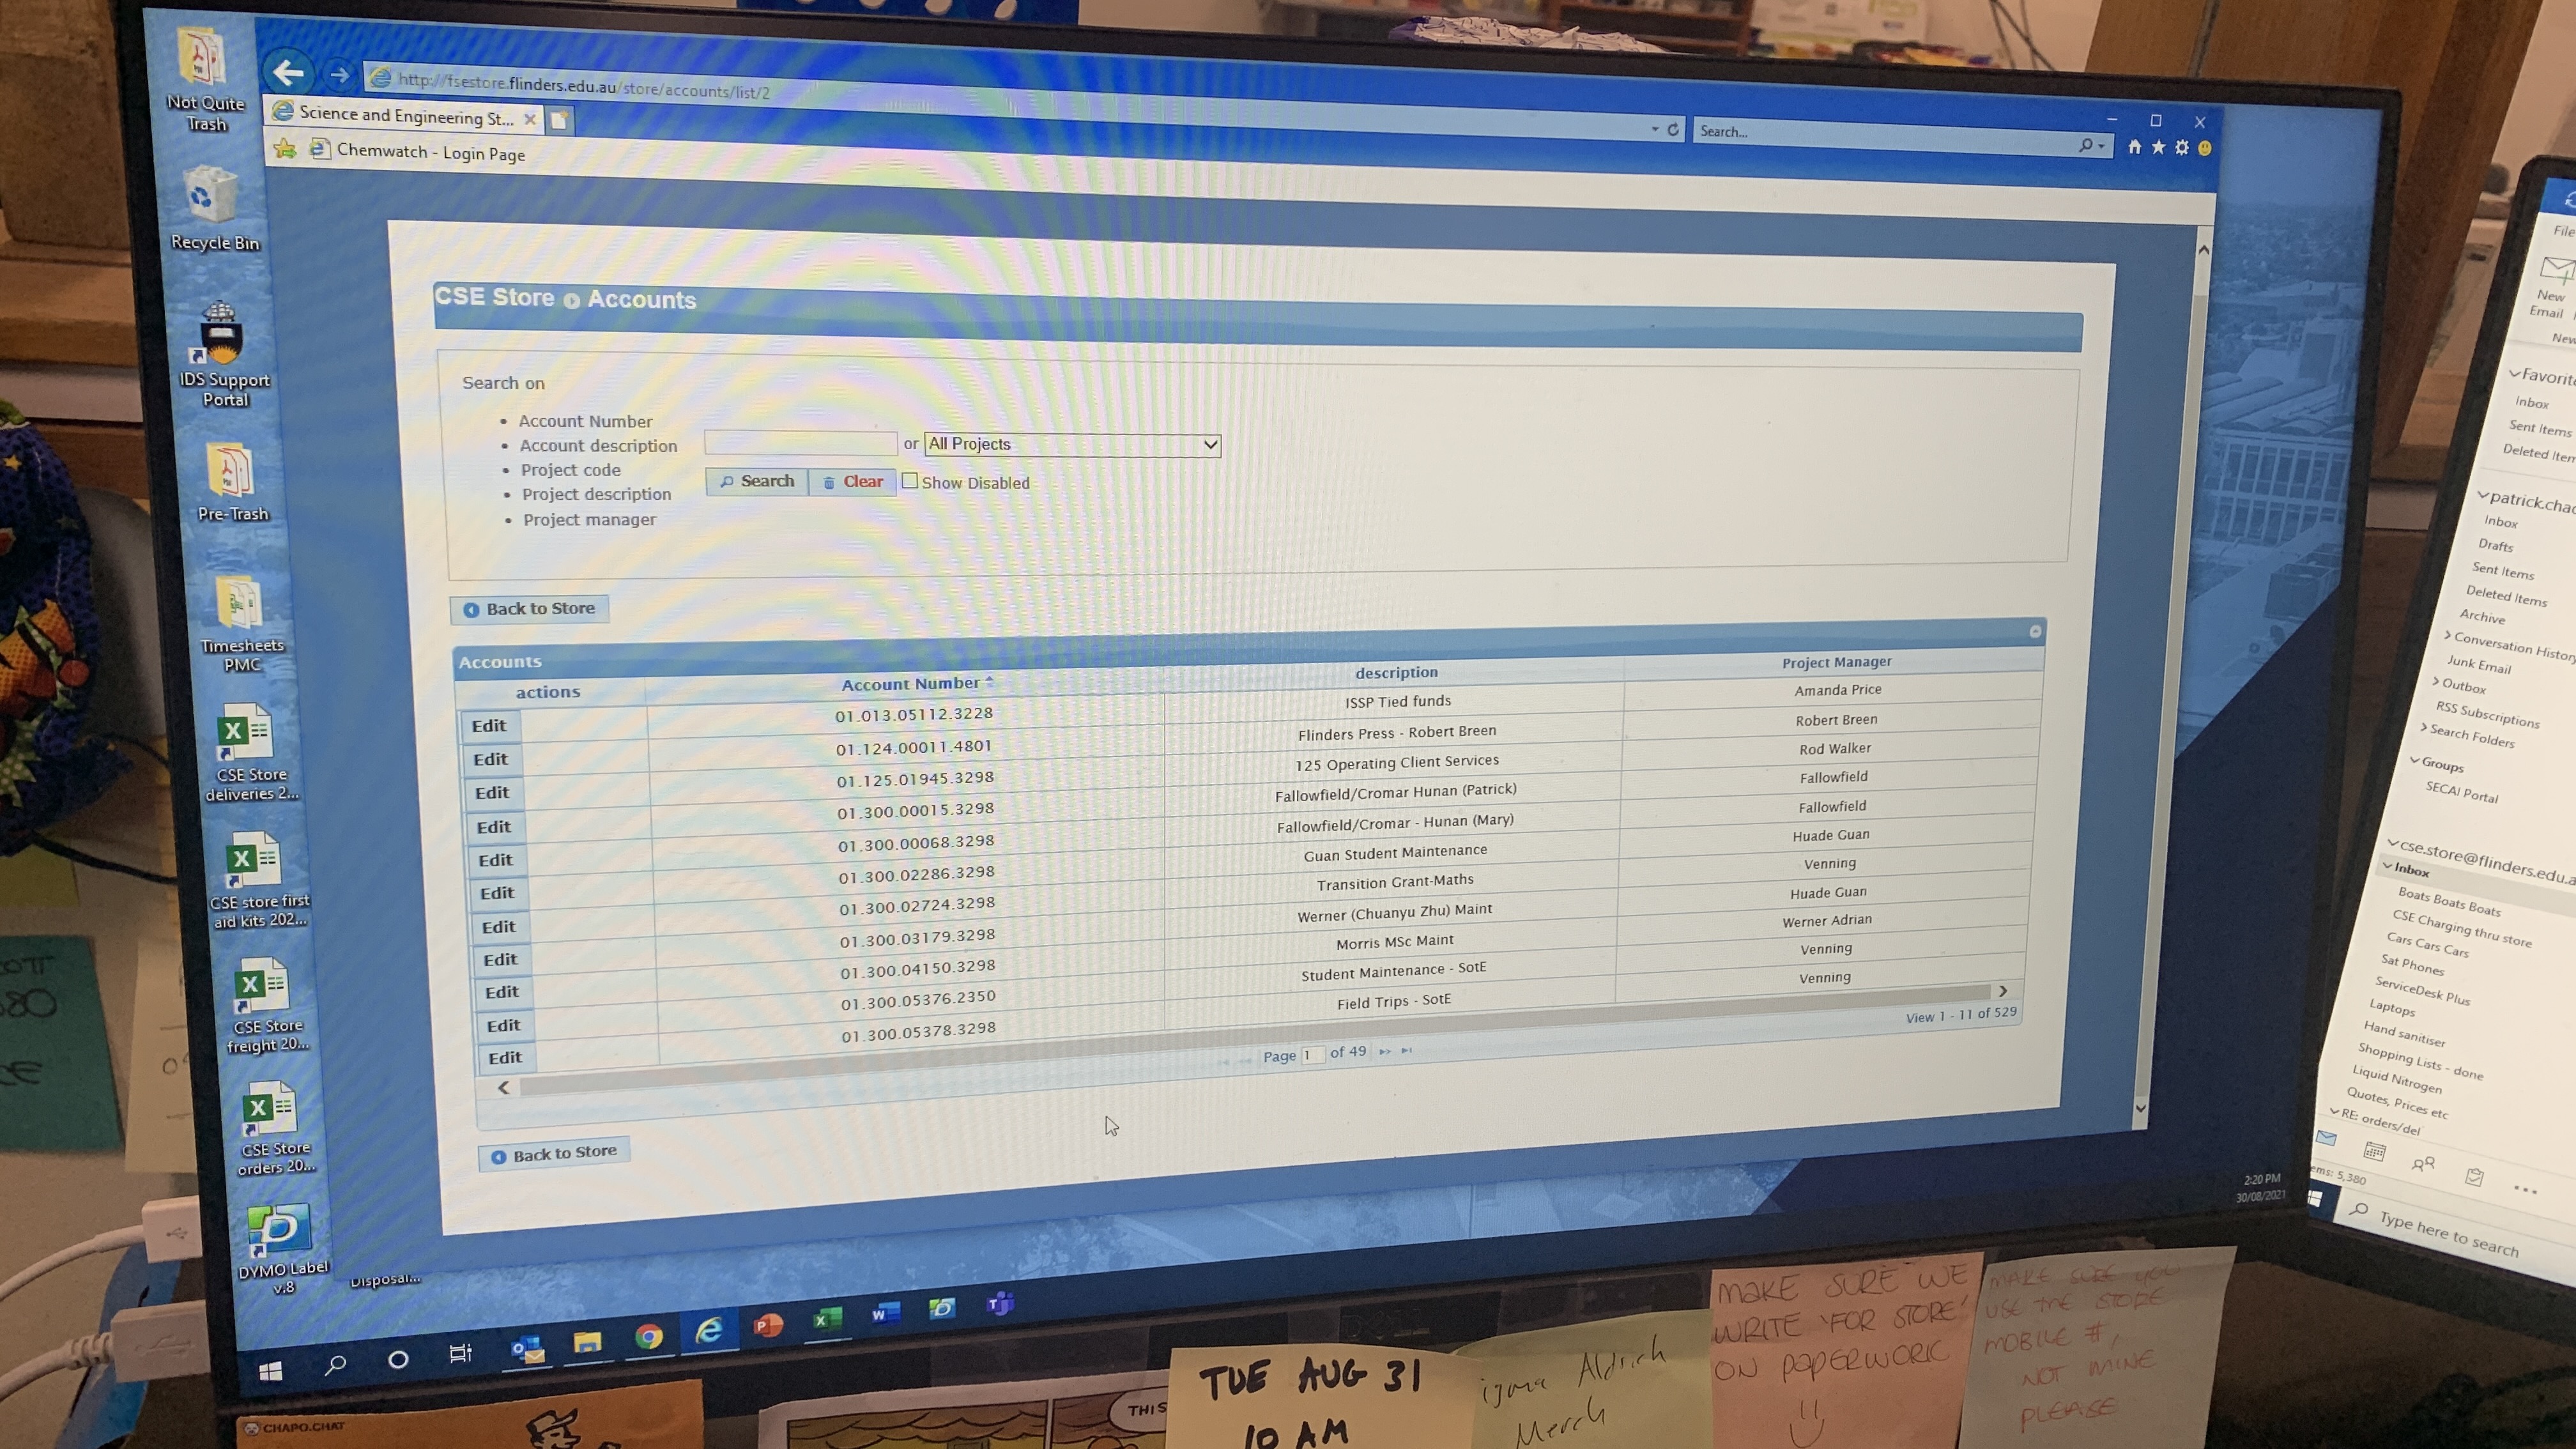 Not Quite
Trash
Recycle Bin
IDS Support
Portal
Pre-Trash
Timesheets
PMC
CSE Store
deliveries 2...
CSE store first
aid kits 202...
CSE Store
freight 20...
CSE Store
orders 20...
DYMO Label
v.8
Disposal...
http://fsestore.flinders.edu.au/store/accounts/list/2
Search...
Science and Engineering St...
Chemwatch - Login Page
CSE Store Accounts
Search on
• Account Number
• Account description
• Project code
• Project description
• Project manager
or All Projects
Search Clear Show Disabled
Back to Store
Accounts
actions Account Number description Project Manager
Edit 01.013.05112.3228 ISSP Tied funds Amanda Price
Edit 01.124.00011.4801 Flinders Press - Robert Breen Robert Breen
Edit 01.125.01945.3298 125 Operating Client Services Rod Walker
Edit 01.300.00015.3298 Fallowfield/Cromar Hunan (Patrick) Fallowfield
Edit 01.300.00068.3298 Fallowfield/Cromar - Hunan (Mary) Fallowfield
Edit 01.300.02286.3298 Guan Student Maintenance Huade Guan
Edit 01.300.02724.3298 Transition Grant-Maths Venning
Edit 01.300.03179.3298 Werner (Chuanyu Zhu) Maint Huade Guan
Edit 01.300.04150.3298 Morris MSc Maint Werner Adrian
Edit 01.300.05376.2350 Student Maintenance - SotE Venning
Edit 01.300.05378.3298 Field Trips - SotE Venning
Page 1 of 49
View 1 - 11 of 529
Back to Store
2:20 PM
30/08/2021
File
New
Email
New
Favorit
Inbox
Sent Items
Deleted Item
patrick.chac
Inbox
Drafts
Sent Items
Deleted Items
Archive
Conversation History
Junk Email
Outbox
RSS Subscriptions
Search Folders
Groups
SECAI Portal
cse.store@flinders.edu.a
Inbox
Boats Boats Boats
CSE Charging thru store
Cars Cars Cars
Sat Phones
ServiceDesk Plus
Laptops
Hand sanitiser
Shopping Lists - done
Liquid Nitrogen
Quotes, Prices etc
RE: orders/del
ems: 5,380
Type here to search
CHAPO.CHAT
THIS
TUE AUG 31
10 AM
igma Aldrich
Merch
MAKE SURE WE
WRITE 'FOR STORE'
ON PAPERWORK
MAKE SURE YOU
USE THE STORE
MOBILE #,
NOT MINE
PLEASE